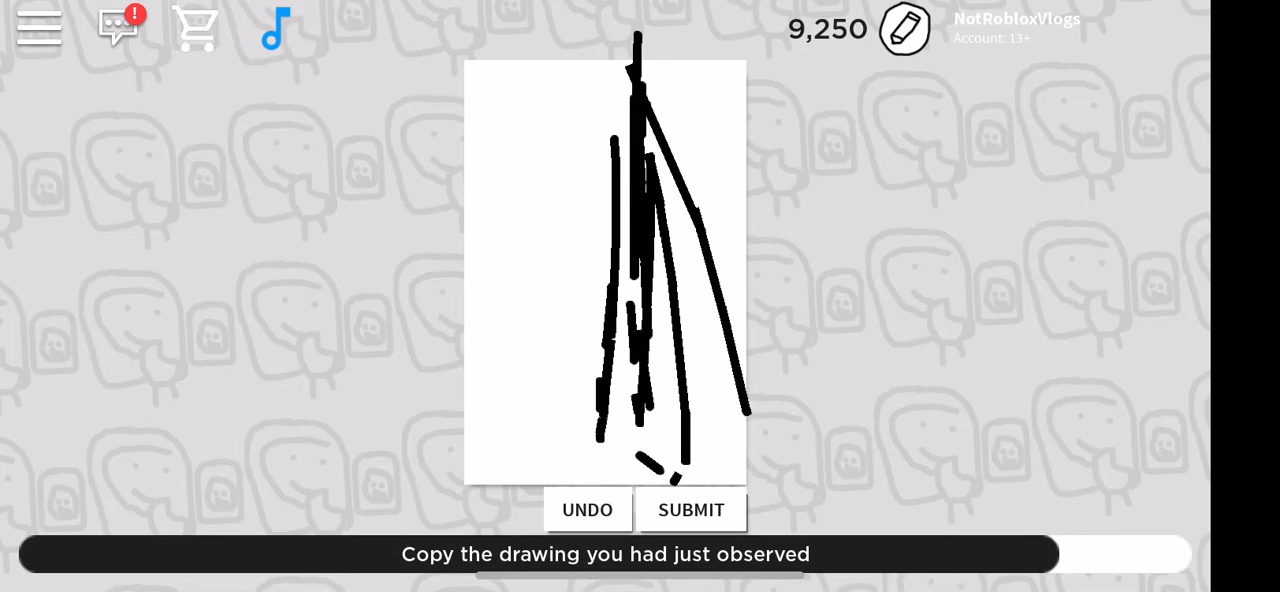 !
9,250
NotRobloxVlogs
Account: 13+
UNDO
SUBMIT
Copy the drawing you had just observed